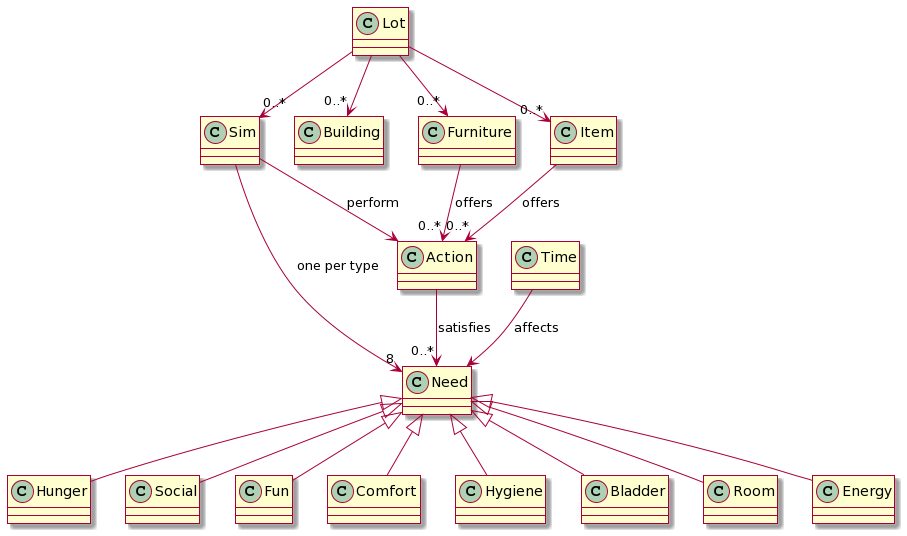 C Lot
0..* 0..* 0..* 0..*
C Sim C Building C Furniture C Item
perform offers offers
0..* 0..*
C Action C Time
one per type
satisfies affects
8 0..*
C Need
C Hunger C Social C Fun C Comfort C Hygiene C Bladder C Room C Energy